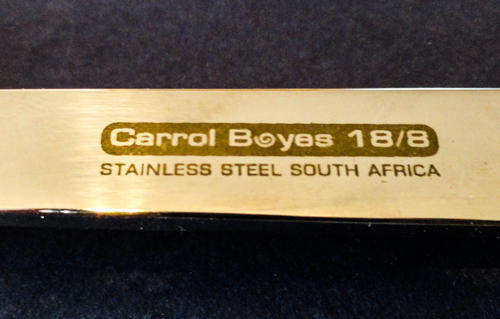 Carrol Boyes 18/8
STAINLESS STEEL SOUTH AFRICA